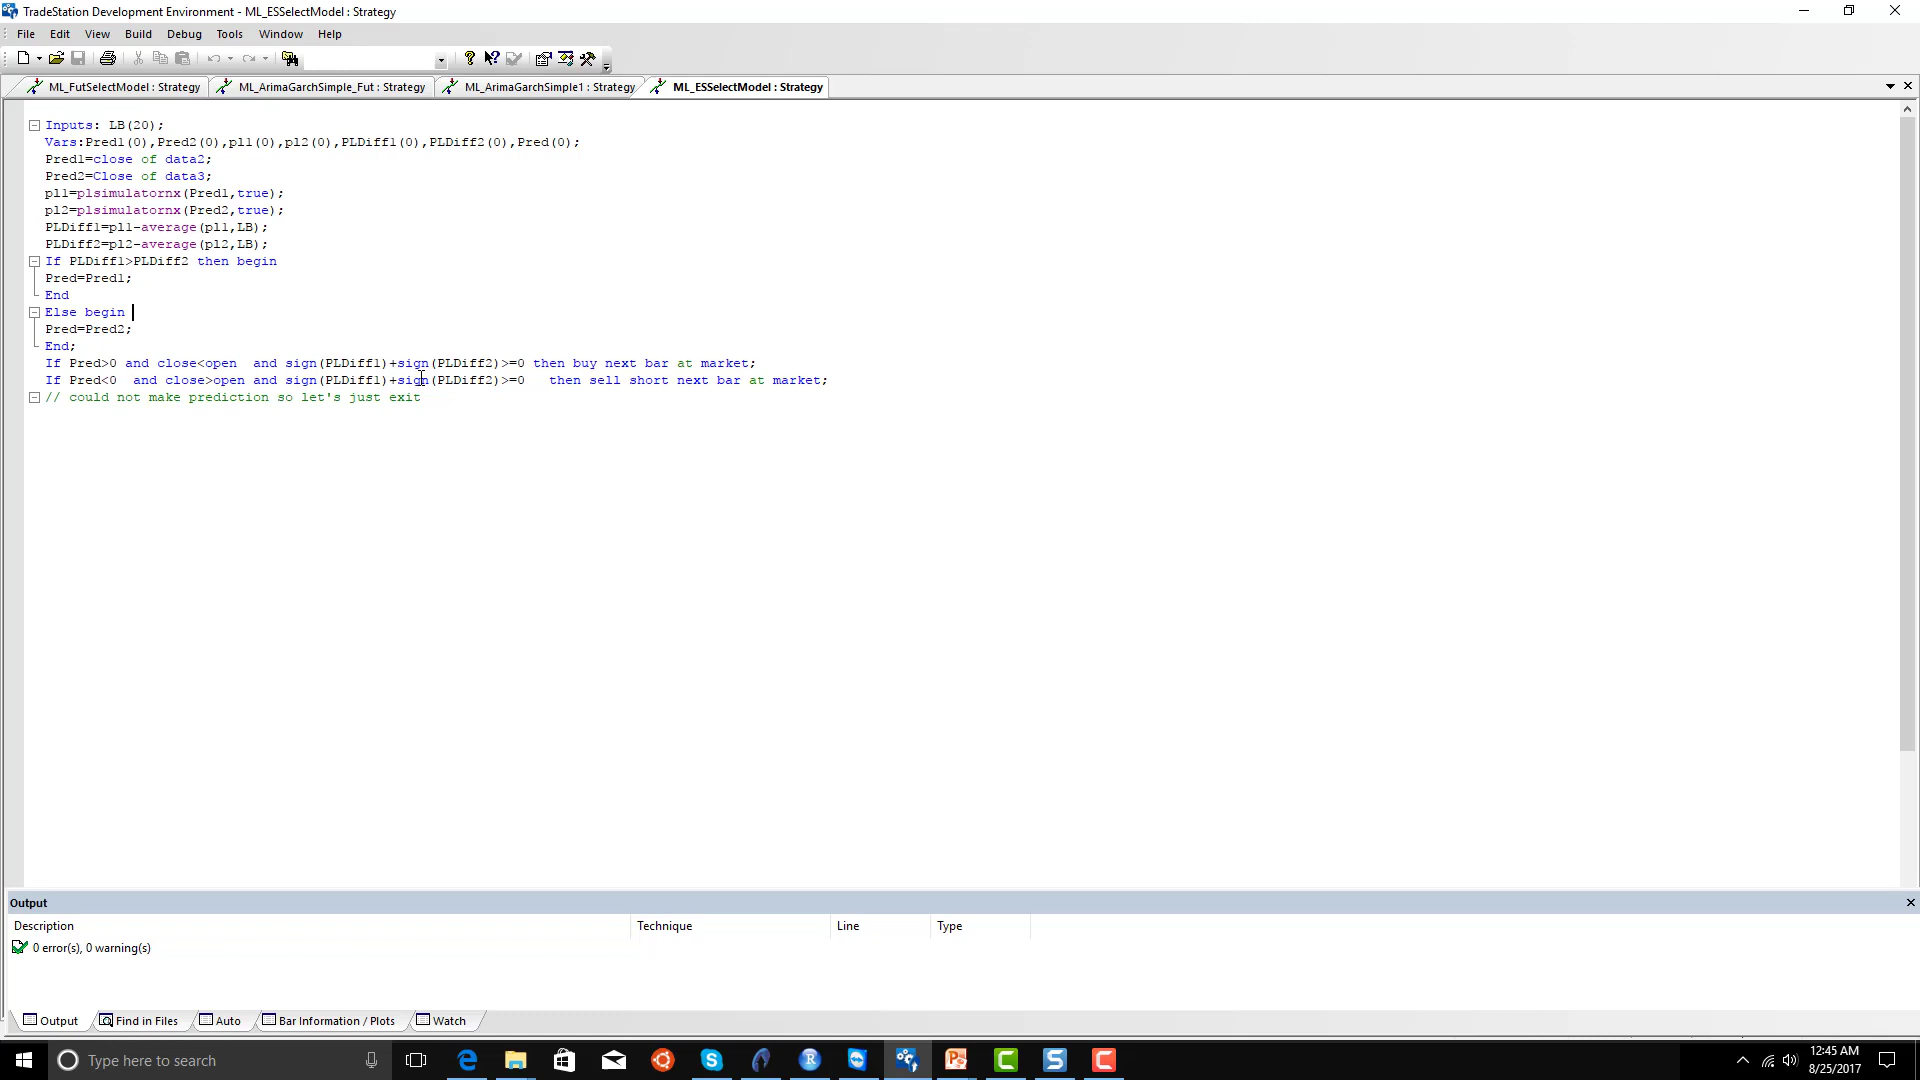 TradeStation Development Environment - ML_ESSelectModel : Strategy
File Edit View Build Debug Tools Window Help
ML_FutSelectModel : Strategy ML_ArimaGarchSimple_Fut : Strategy ML_ArimaGarchSimple1 : Strategy ML_ESSelectModel : Strategy
Inputs: LB(20);
Vars:Pred1(0),Pred2(0),pl1(0),pl2(0),PLDiff1(0),PLDiff2(0),Pred(0);
Pred1=close of data2;
Pred2=Close of data3;
pl1=plsimulatornx(Pred1,true);
pl2=plsimulatornx(Pred2,true);
PLDiff1=pl1-average(pl1,LB);
PLDiff2=pl2-average(pl2,LB);
If PLDiff1>PLDiff2 then begin
Pred=Pred1;
End
Else begin
Pred=Pred2;
End;
If Pred>0 and close<open  and sign(PLDiff1)+sign(PLDiff2)>=0 then buy next bar at market;
If Pred<0  and close>open and sign(PLDiff1)+sign(PLDiff2)>=0   then sell short next bar at market;
// could not make prediction so let's just exit
Output
Description Technique Line Type
0 error(s), 0 warning(s)
Output Find in Files Auto Bar Information / Plots Watch
Type here to search
12:45 AM
8/25/2017